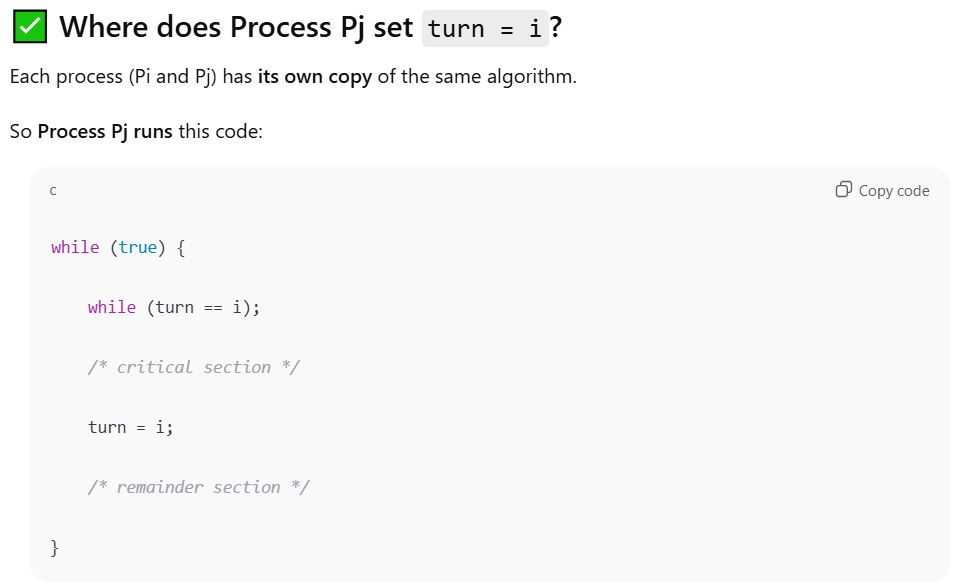 ✅ Where does Process Pj set turn = i?
Each process (Pi and Pj) has its own copy of the same algorithm.
So Process Pj runs this code:
c
Copy code
while (true) {
while (turn == i);
/* critical section */
turn = i;
/* remainder section */
}